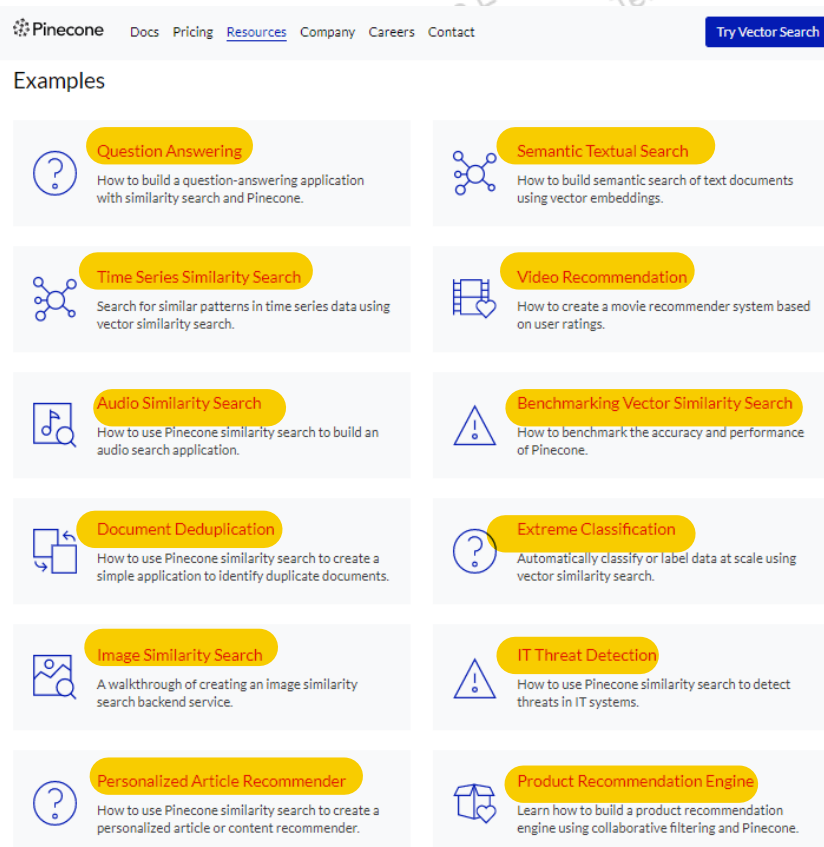 Pinecone Docs Pricing Resources Company Careers Contact Try Vector Search
Examples
Question Answering
How to build a question-answering application
with similarity search and Pinecone.
Semantic Textual Search
How to build semantic search of text documents
using vector embeddings.
Time Series Similarity Search
Search for similar patterns in time series data using
vector similarity search.
Video Recommendation
How to create a movie recommender system based
on user ratings.
Audio Similarity Search
How to use Pinecone similarity search to build an
audio search application.
Benchmarking Vector Similarity Search
How to benchmark the accuracy and performance
of Pinecone.
Document Deduplication
How to use Pinecone similarity search to create a
simple application to identify duplicate documents.
Extreme Classification
Automatically classify or label data at scale using
vector similarity search.
Image Similarity Search
A walkthrough of creating an image similarity
search backend service.
IT Threat Detection
How to use Pinecone similarity search to detect
threats in IT systems.
Personalized Article Recommender
How to use Pinecone similarity search to create a
personalized article or content recommender.
Product Recommendation Engine
Learn how to build a product recommendation
engine using collaborative filtering and Pinecone.